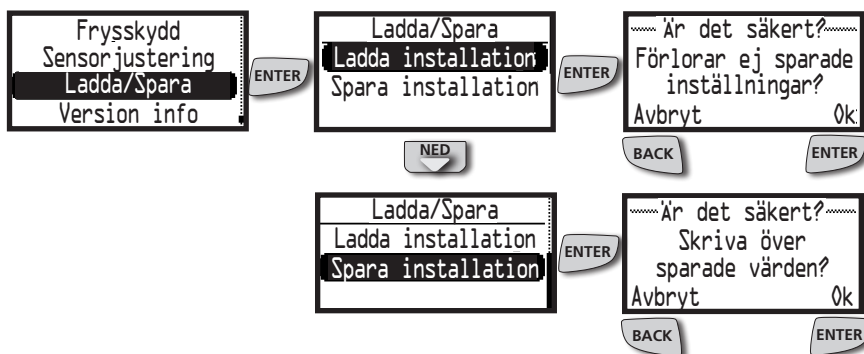 Frysskydd
Sensorjustering
Ladda/Spara
Version info
ENTER
Ladda/Spara
Ladda installation
Spara installation
ENTER
Är det säkert?
Förlorar ej sparade
inställningar?
Avbryt Ok
BACK ENTER
NED
Ladda/Spara
Ladda installation
Spara installation
ENTER
Är det säkert?
Skriva över
sparade värden?
Avbryt Ok
BACK ENTER